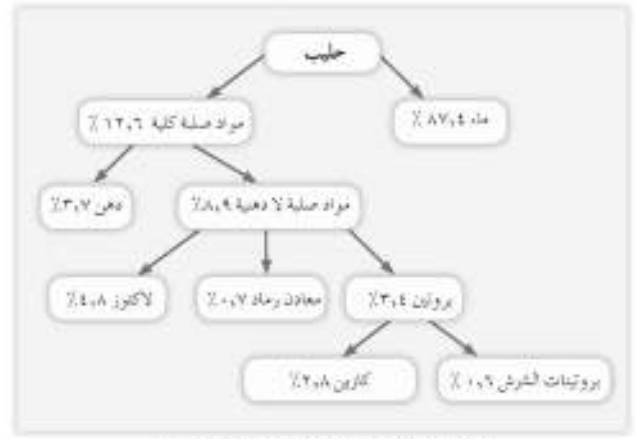 حليب
مواد صلبة كلية ١٢,٦ ٪
ماء ٨٧,٤ ٪
دهن ٣,٧٪
مواد صلبة لا دهنية ٨,٩٪
لاكتوز ٤,٨٪
معادن رماد ٠,٧٪
بروتين ٣,٤٪
كازين ٢,٨٪
بروتينات الشرش ٠,٦ ٪